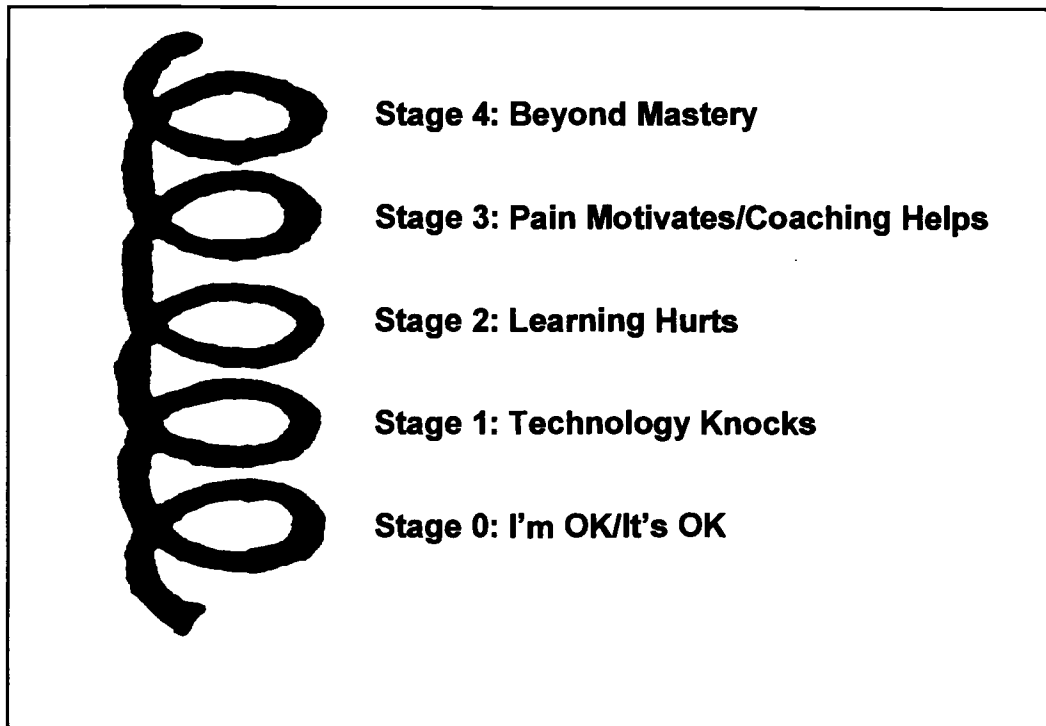 Stage 4: Beyond Mastery
Stage 3: Pain Motivates/Coaching Helps
Stage 2: Learning Hurts
Stage 1: Technology Knocks
Stage 0: I'm OK/It's OK